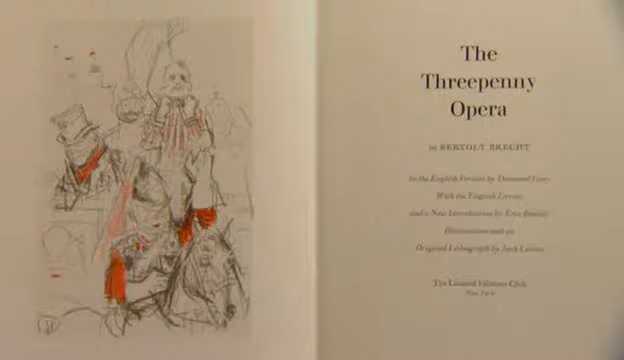 The
Threepenny
Opera
by BERTOLT BRECHT
In the English Version by Desmond Vesey
With the English Lyrics
and a New Introduction by Eric Bentley
Illustrations and an
Original Lithograph by Jack Levine
The Limited Editions Club
New York